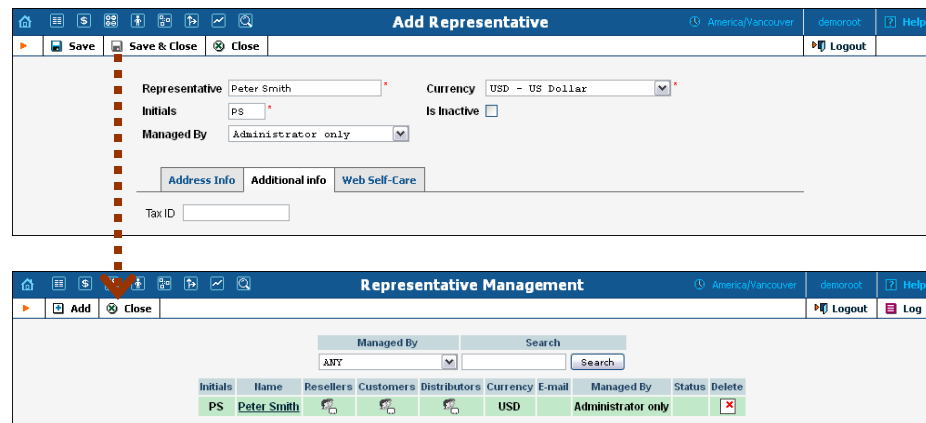 Add Representative America/Vancouver demoroot ? Help
Save Save & Close Close Logout
Representative Peter Smith * Currency USD - US Dollar *
Initials PS * Is Inactive
Managed By Administrator only
Address Info Additional info Web Self-Care
Tax ID
Representative Management America/Vancouver demoroot ? Help
Add Close Logout Log
Managed By Search
ANY Search
Initials Name Resellers Customers Distributors Currency E-mail Managed By Status Delete
PS Peter Smith USD Administrator only